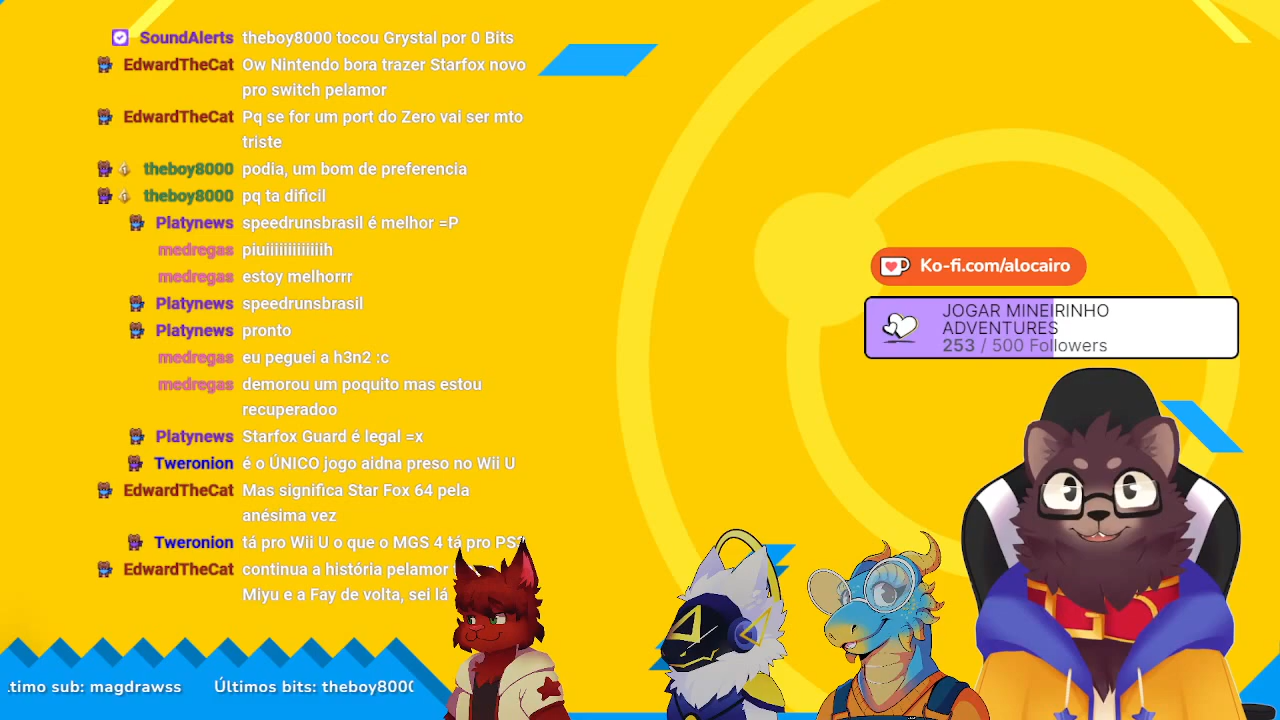 SoundAlerts theboy8000 tocou Grystal por 0 Bits
EdwardTheCat Ow Nintendo bora trazer Starfox novo
pro switch pelamor
EdwardTheCat Pq se for um port do Zero vai ser mto
triste
theboy8000 podia, um bom de preferencia
theboy8000 pq ta dificil
Platynews speedrunsbrasil é melhor =P
medregas piuiiiiiiiiiiiiih
medregas estoy melhorrr
Platynews speedrunsbrasil
Platynews pronto
medregas eu peguei a h3n2 :c
medregas demorou um poquito mas estou
recuperadoo
Platynews Starfox Guard é legal =x
Tweronion é o ÚNICO jogo aidna preso no Wii U
EdwardTheCat Mas significa Star Fox 64 pela
anésima vez
Tweronion tá pro Wii U o que o MGS 4 tá pro PS3
EdwardTheCat continua a história pelamor
Miyu e a Fay de volta, sei lá
Ko-fi.com/alocairo
JOGAR MINEIRINHO
ADVENTURES
253 / 500 Followers
.timo sub: magdrawss Últimos bits: theboy8000